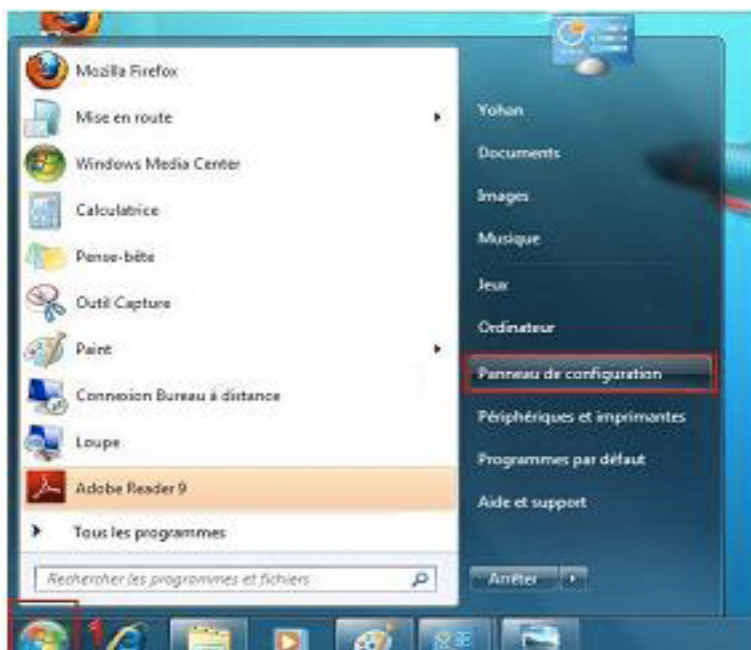 Mozilla Firefox
Mise en route
Windows Media Center
Calculatrice
Pense-bête
Outil Capture
Paint
Connexion Bureau à distance
Loupe
Adobe Reader 9
Tous les programmes
Rechercher les programmes et fichiers
Yohan
Documents
Images
Musique
Jeux
Ordinateur
Panneau de configuration
Périphériques et imprimantes
Programmes par défaut
Aide et support
Arrêter
1